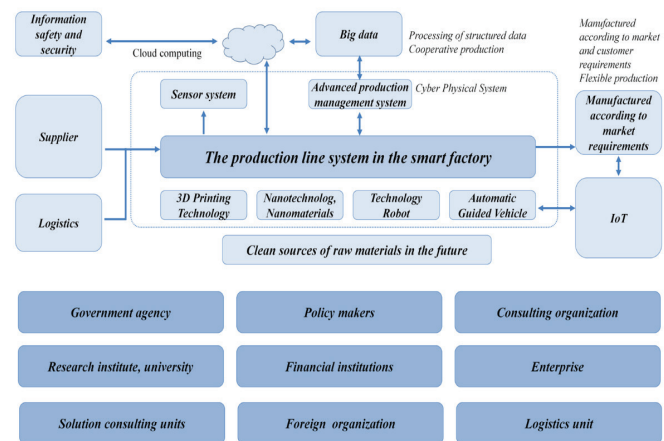 Information
safety and
security
Cloud computing
Big data
Processing of structured data
Cooperative production
Manufactured
according to market
and customer
requirements
Flexible production
Sensor system
Advanced production
management system
Cyber Physical System
Manufactured
according to
market
requirements
Supplier
The production line system in the smart factory
Logistics
3D Printing
Technology
Nanotechnolog,
Nanomaterials
Technology
Robot
Automatic
Guided Vehicle
IoT
Clean sources of raw materials in the future
Government agency
Policy makers
Consulting organization
Research institute, university
Financial institutions
Enterprise
Solution consulting units
Foreign organization
Logistics unit